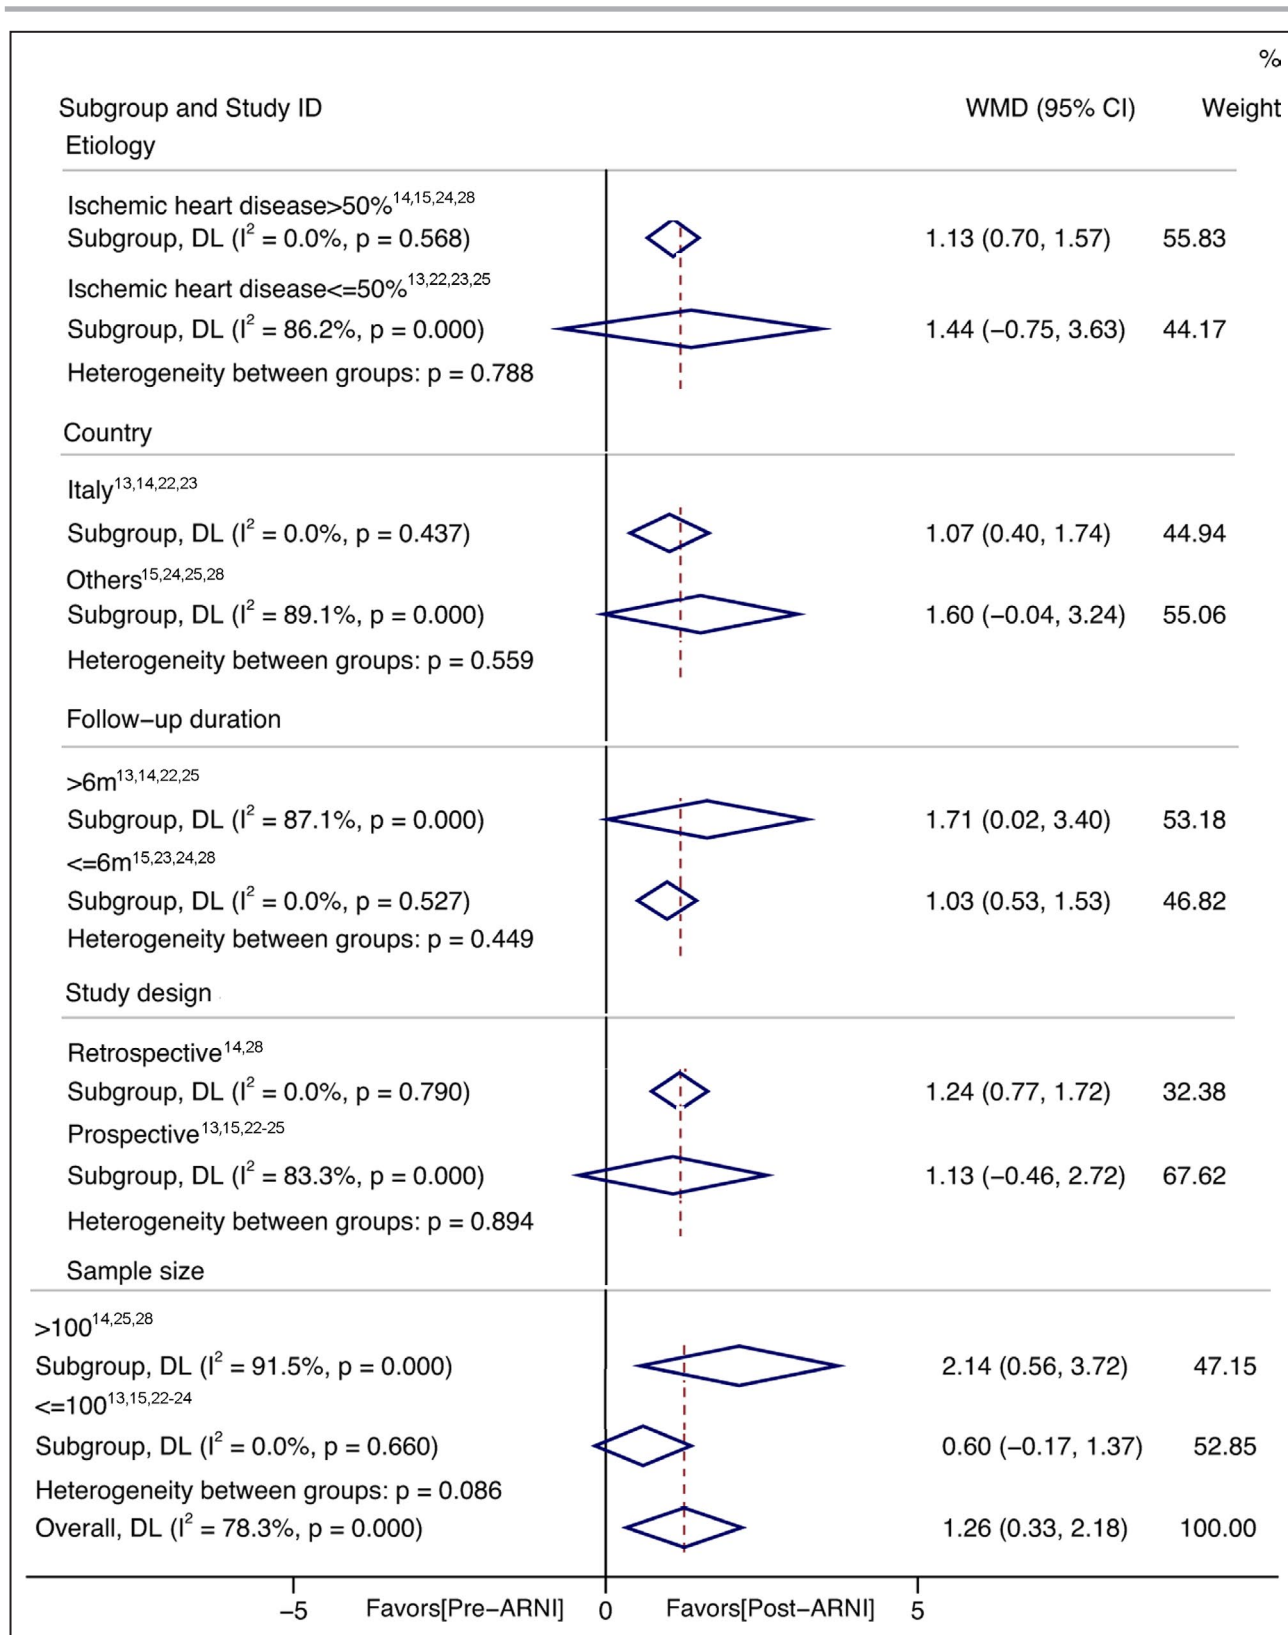 %
Subgroup and Study ID WMD (95% CI) Weight
Etiology
Ischemic heart disease>50%14,15,24,28
Subgroup, DL (I2 = 0.0%, p = 0.568) 1.13 (0.70, 1.57) 55.83
Ischemic heart disease<=50%13,22,23,25
Subgroup, DL (I2 = 86.2%, p = 0.000) 1.44 (−0.75, 3.63) 44.17
Heterogeneity between groups: p = 0.788
Country
Italy13,14,22,23
Subgroup, DL (I2 = 0.0%, p = 0.437) 1.07 (0.40, 1.74) 44.94
Others15,24,25,28
Subgroup, DL (I2 = 89.1%, p = 0.000) 1.60 (−0.04, 3.24) 55.06
Heterogeneity between groups: p = 0.559
Follow−up duration
>6m13,14,22,25
Subgroup, DL (I2 = 87.1%, p = 0.000) 1.71 (0.02, 3.40) 53.18
<=6m15,23,24,28
Subgroup, DL (I2 = 0.0%, p = 0.527) 1.03 (0.53, 1.53) 46.82
Heterogeneity between groups: p = 0.449
Study design
Retrospective14,28
Subgroup, DL (I2 = 0.0%, p = 0.790) 1.24 (0.77, 1.72) 32.38
Prospective13,15,22-25
Subgroup, DL (I2 = 83.3%, p = 0.000) 1.13 (−0.46, 2.72) 67.62
Heterogeneity between groups: p = 0.894
Sample size
>10014,25,28
Subgroup, DL (I2 = 91.5%, p = 0.000) 2.14 (0.56, 3.72) 47.15
<=10013,15,22-24
Subgroup, DL (I2 = 0.0%, p = 0.660) 0.60 (−0.17, 1.37) 52.85
Heterogeneity between groups: p = 0.086
Overall, DL (I2 = 78.3%, p = 0.000) 1.26 (0.33, 2.18) 100.00
−5 Favors[Pre−ARNI] 0 Favors[Post−ARNI] 5